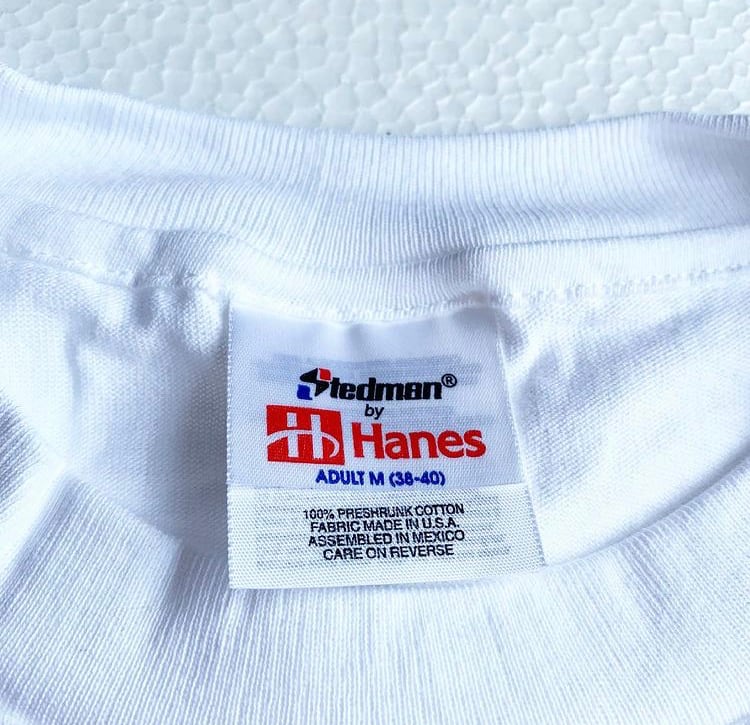 Stedman®
by
Hanes
ADULT M (38-40)
100% PRESHRUNK COTTON
FABRIC MADE IN U.S.A.
ASSEMBLED IN MEXICO
CARE ON REVERSE